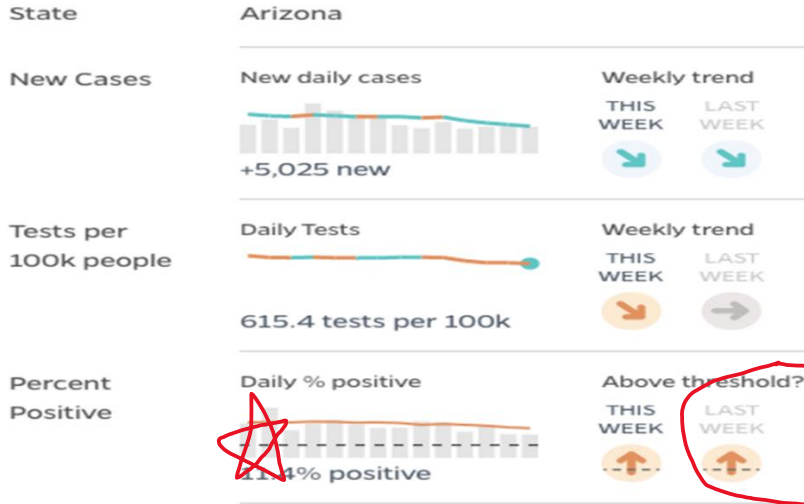 State Arizona
New Cases New daily cases Weekly trend
THIS WEEK LAST WEEK
+5,025 new
Tests per 100k people Daily Tests Weekly trend
THIS WEEK LAST WEEK
615.4 tests per 100k
Percent Positive Daily % positive Above threshold?
THIS WEEK LAST WEEK
11.4% positive